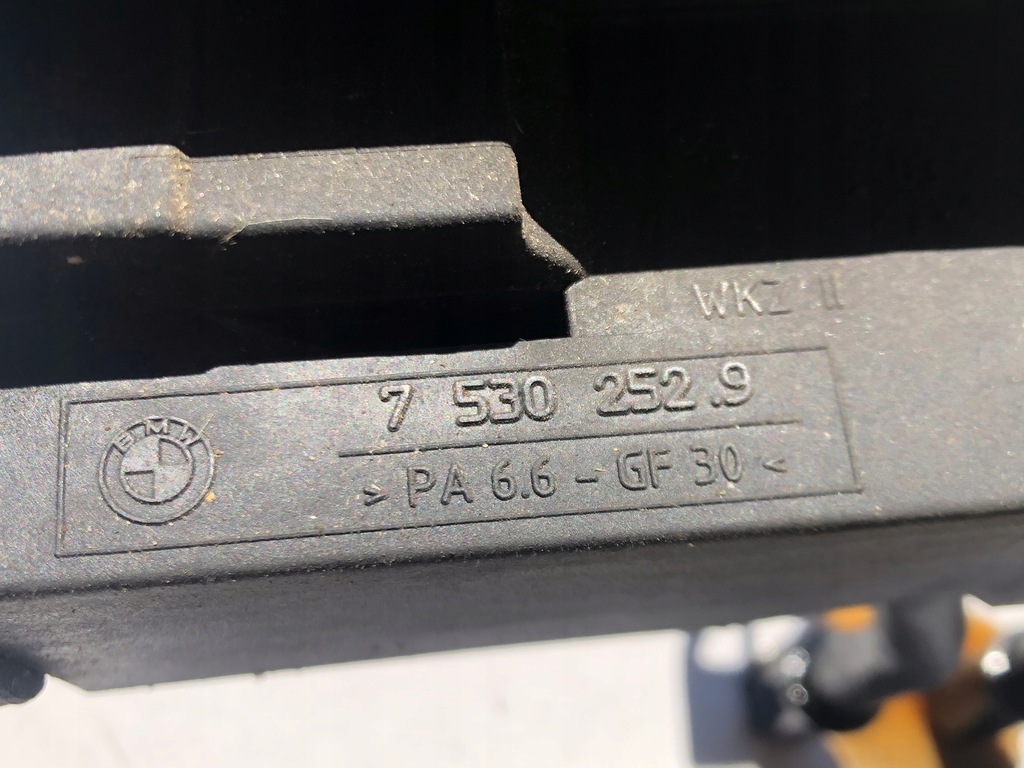 WKZ II
7 530 252.9
BMW
> PA 6.6 - GF 30 <